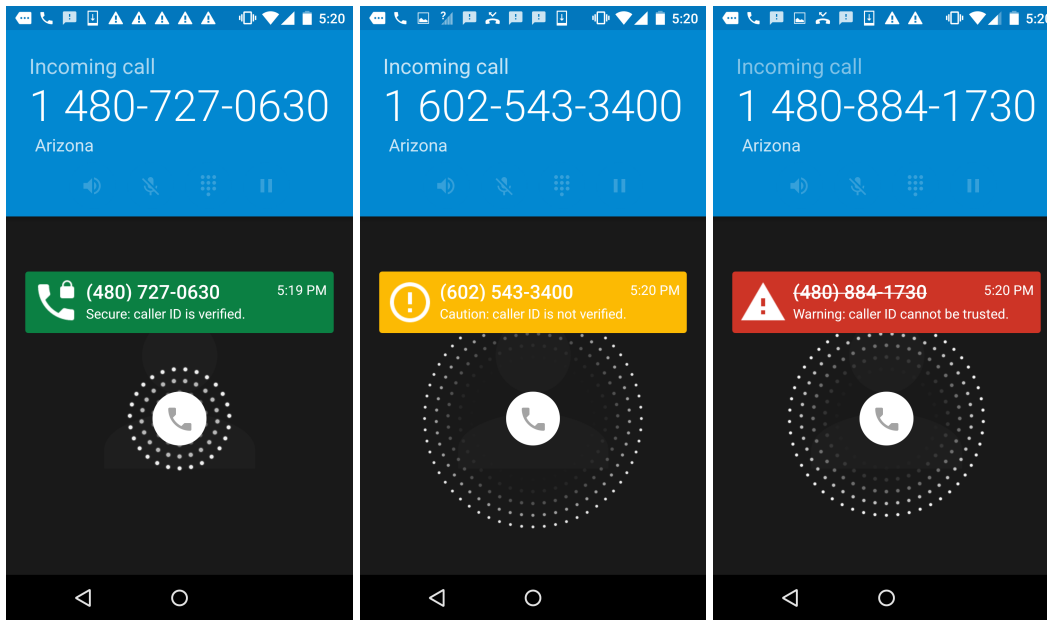 5:20
Incoming call
1 480-727-0630
Arizona
(480) 727-0630
5:19 PM
Secure: caller ID is verified.
5:20
Incoming call
1 602-543-3400
Arizona
(602) 543-3400
5:20 PM
Caution: caller ID is not verified.
5:20
Incoming call
1 480-884-1730
Arizona
(480) 884-1730
5:20 PM
Warning: caller ID cannot be trusted.